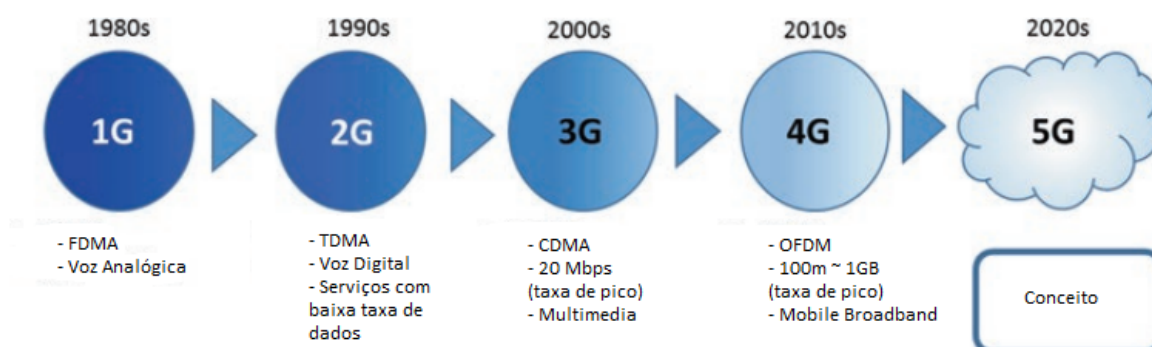 1980s
1990s
2000s
2010s
2020s
1G
2G
3G
4G
5G
- FDMA
- Voz Analógica
- TDMA
- Voz Digital
- Serviços com
baixa taxa de
dados
- CDMA
- 20 Mbps
(taxa de pico)
- Multimedia
- OFDM
- 100m ~ 1GB
(taxa de pico)
- Mobile Broadband
Conceito